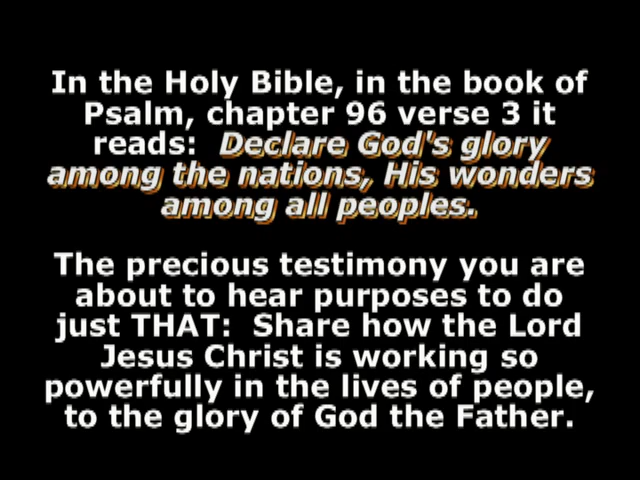 In the Holy Bible, in the book of
Psalm, chapter 96 verse 3 it
reads:  Declare God's glory
among the nations, His wonders
among all peoples.
The precious testimony you are
about to hear purposes to do
just THAT:  Share how the Lord
Jesus Christ is working so
powerfully in the lives of people,
to the glory of God the Father.